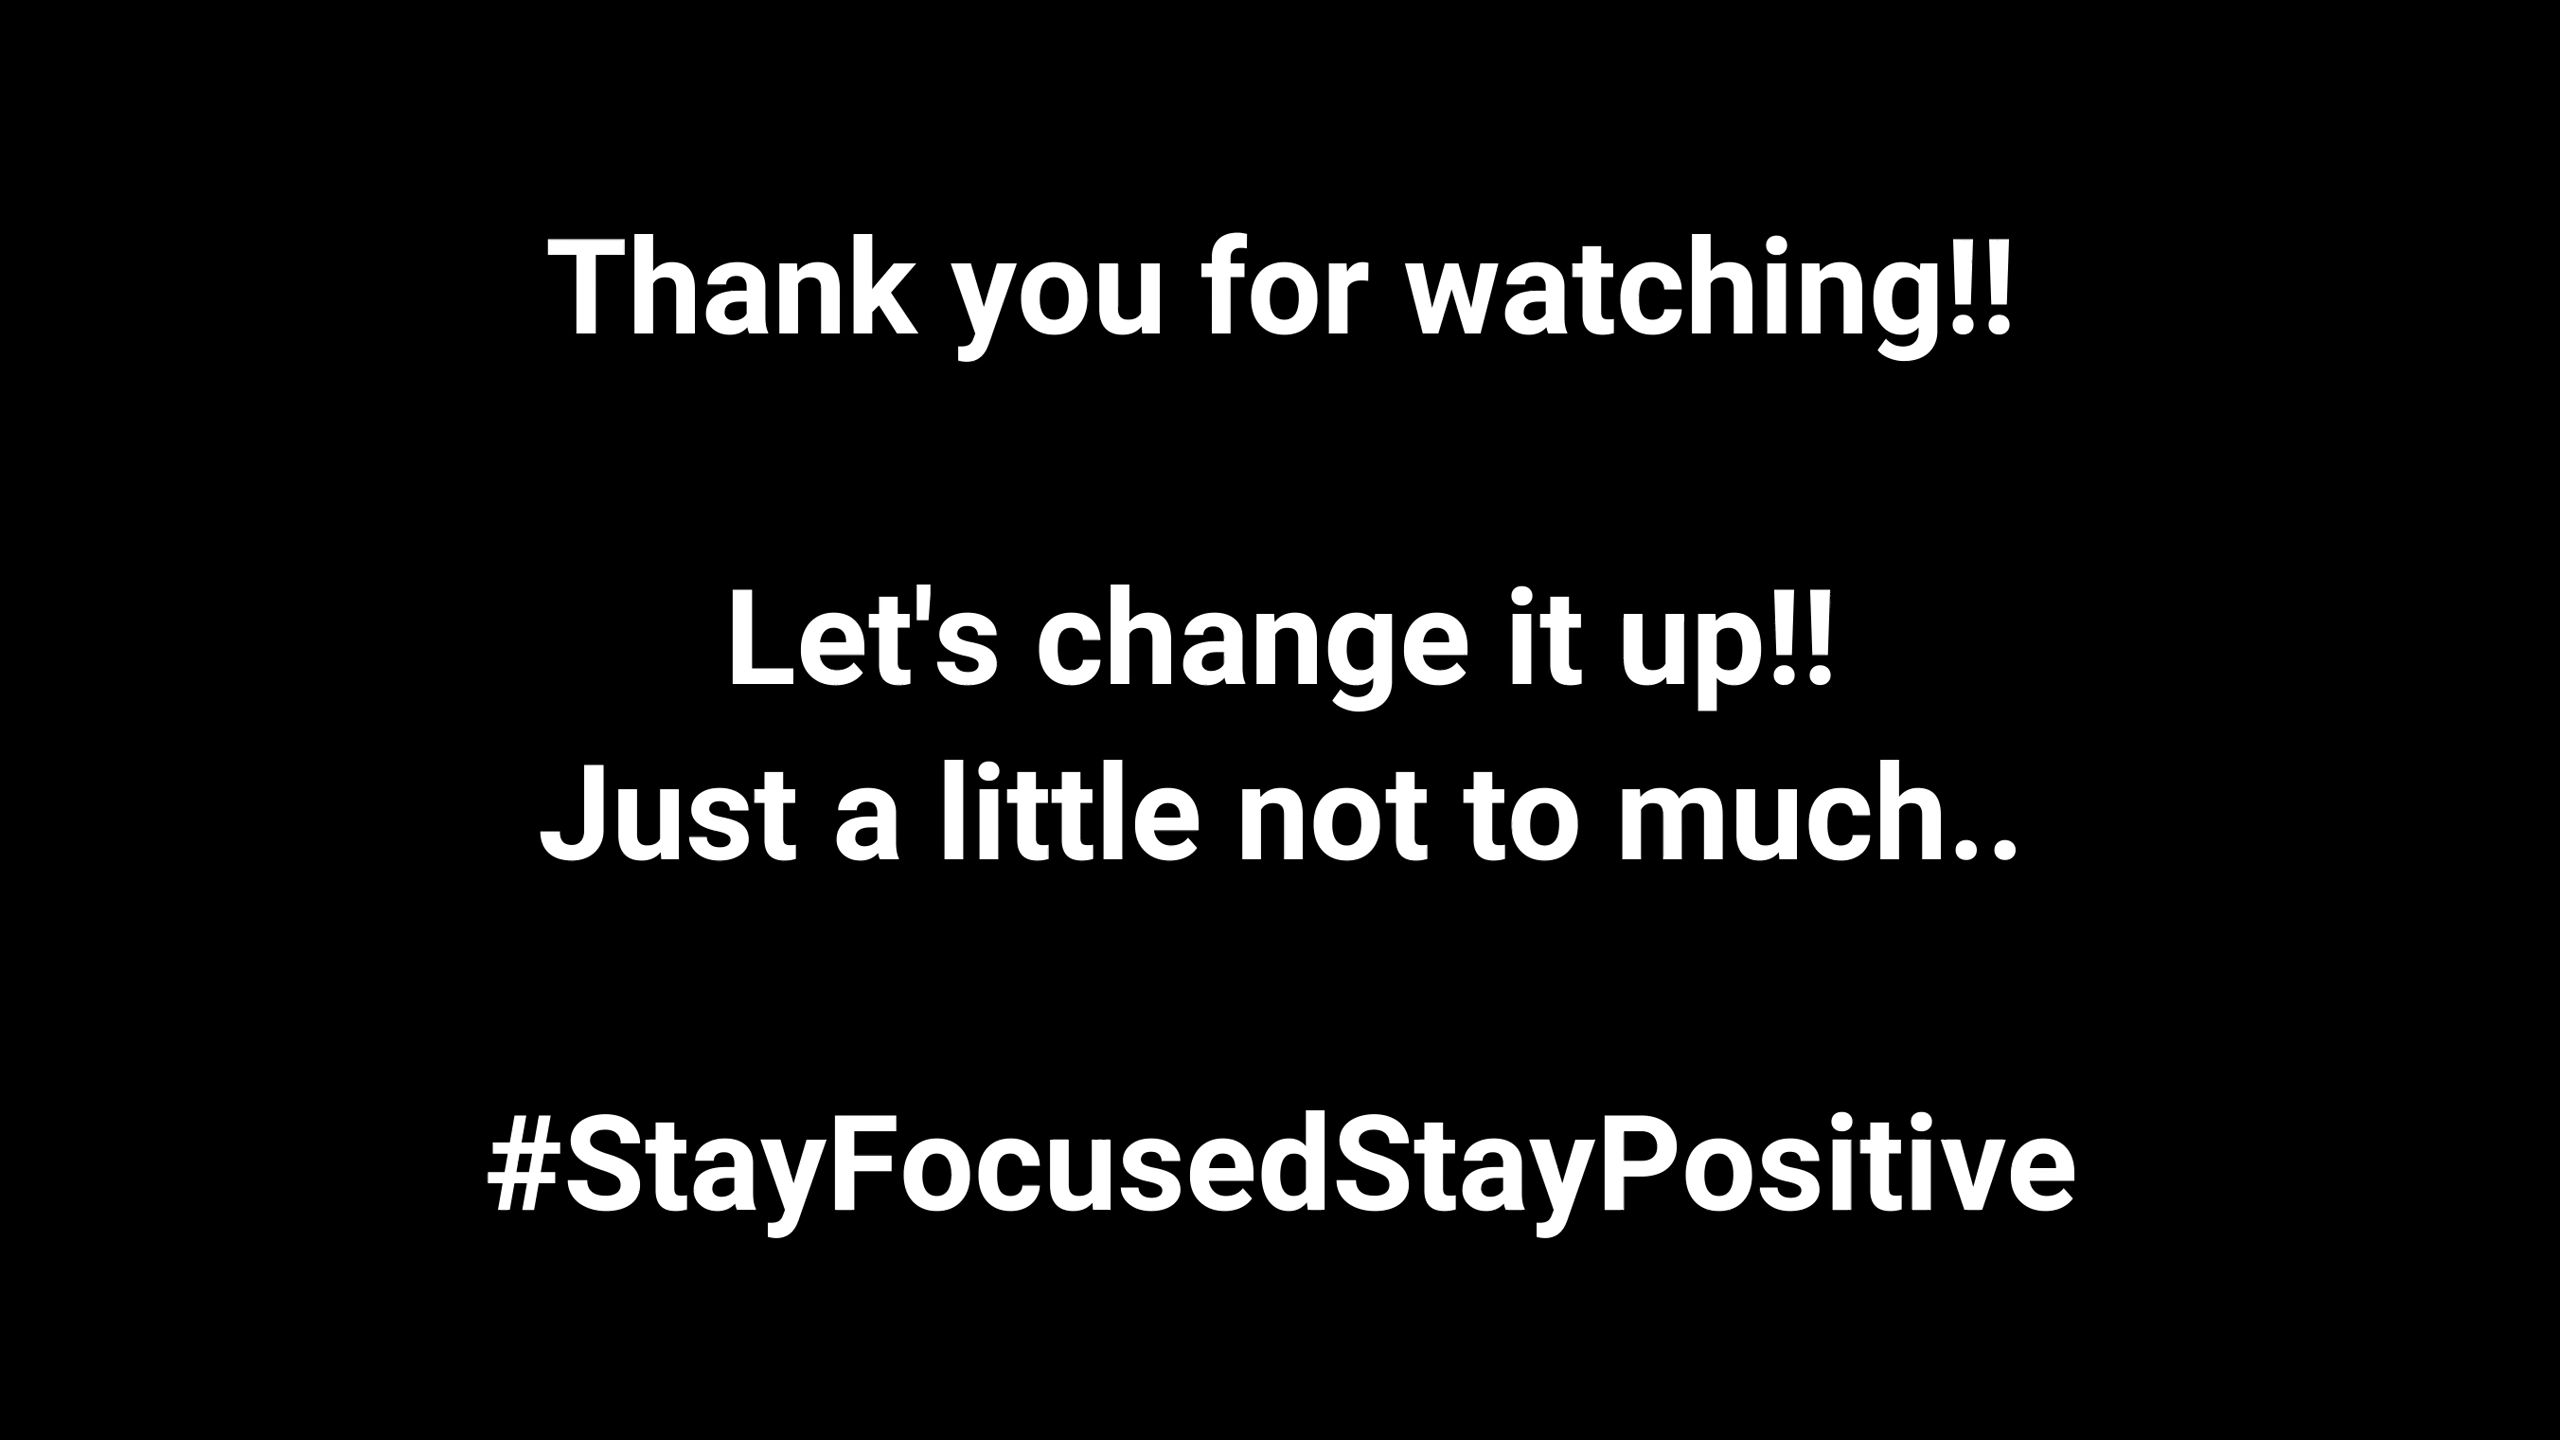 Thank you for watching!!
Let's change it up!!
Just a little not to much..
#StayFocusedStayPositive